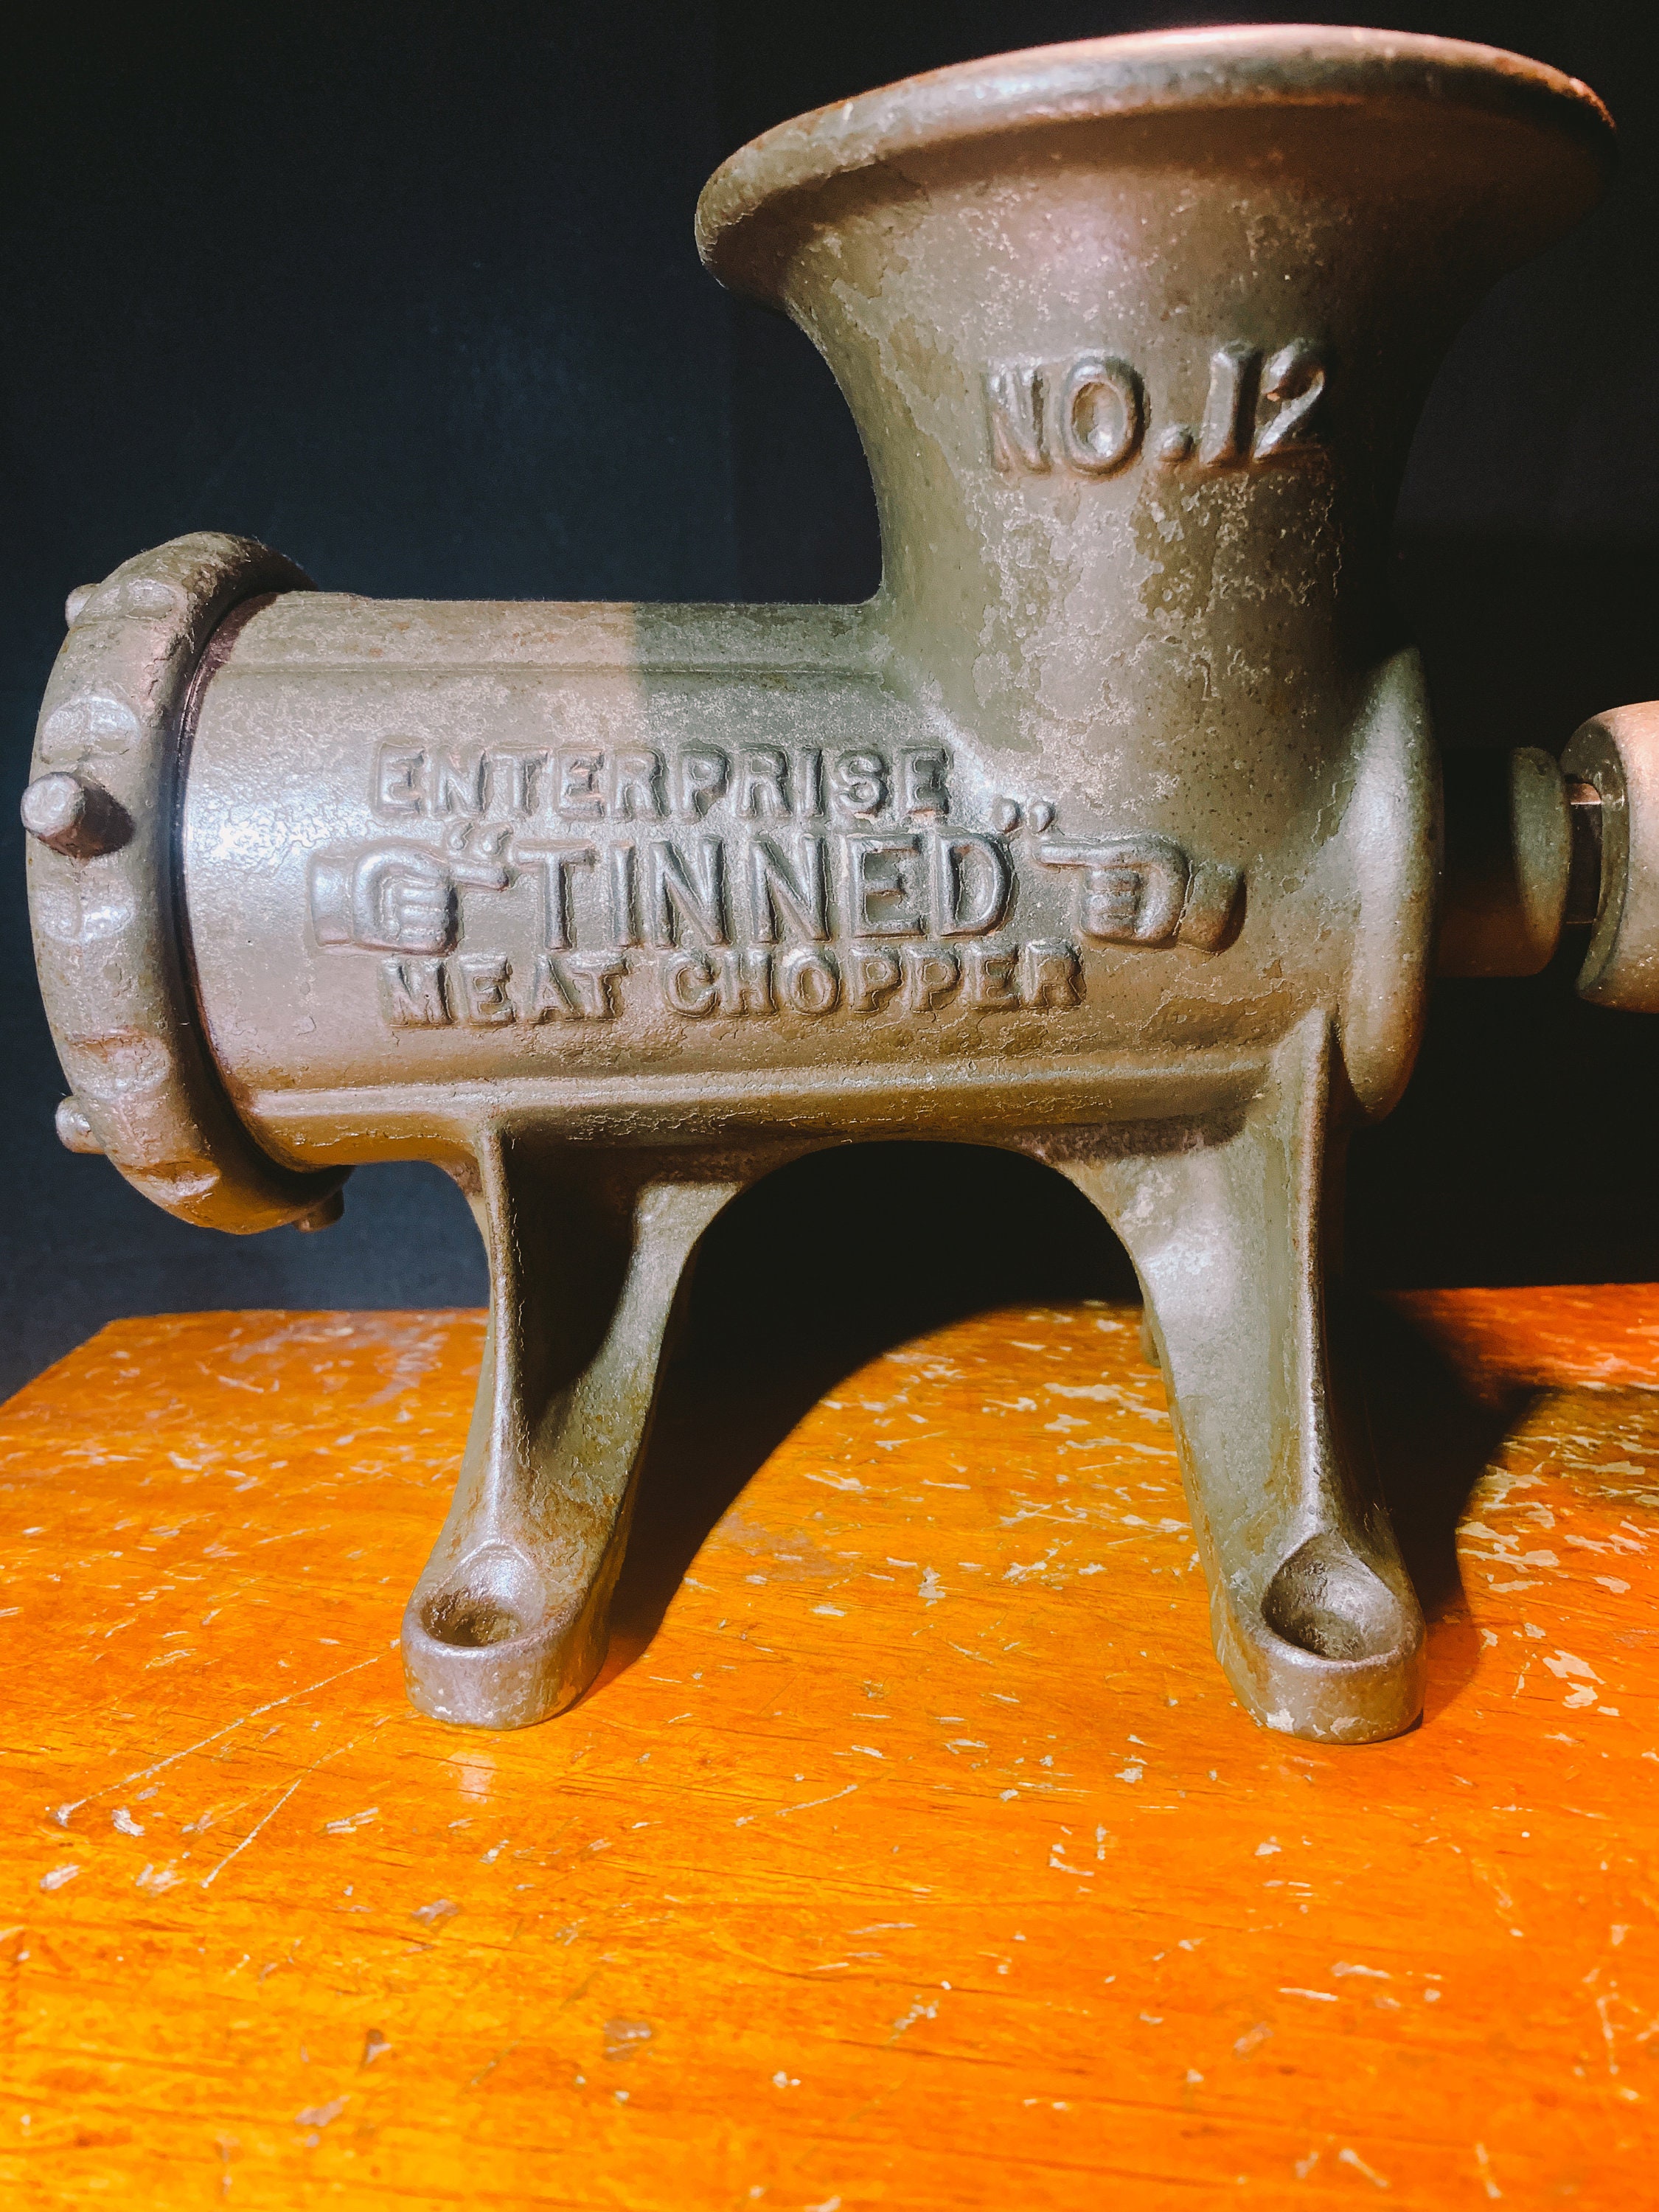 NO.12
ENTERPRISE
“TINNED”
MEAT CHOPPER